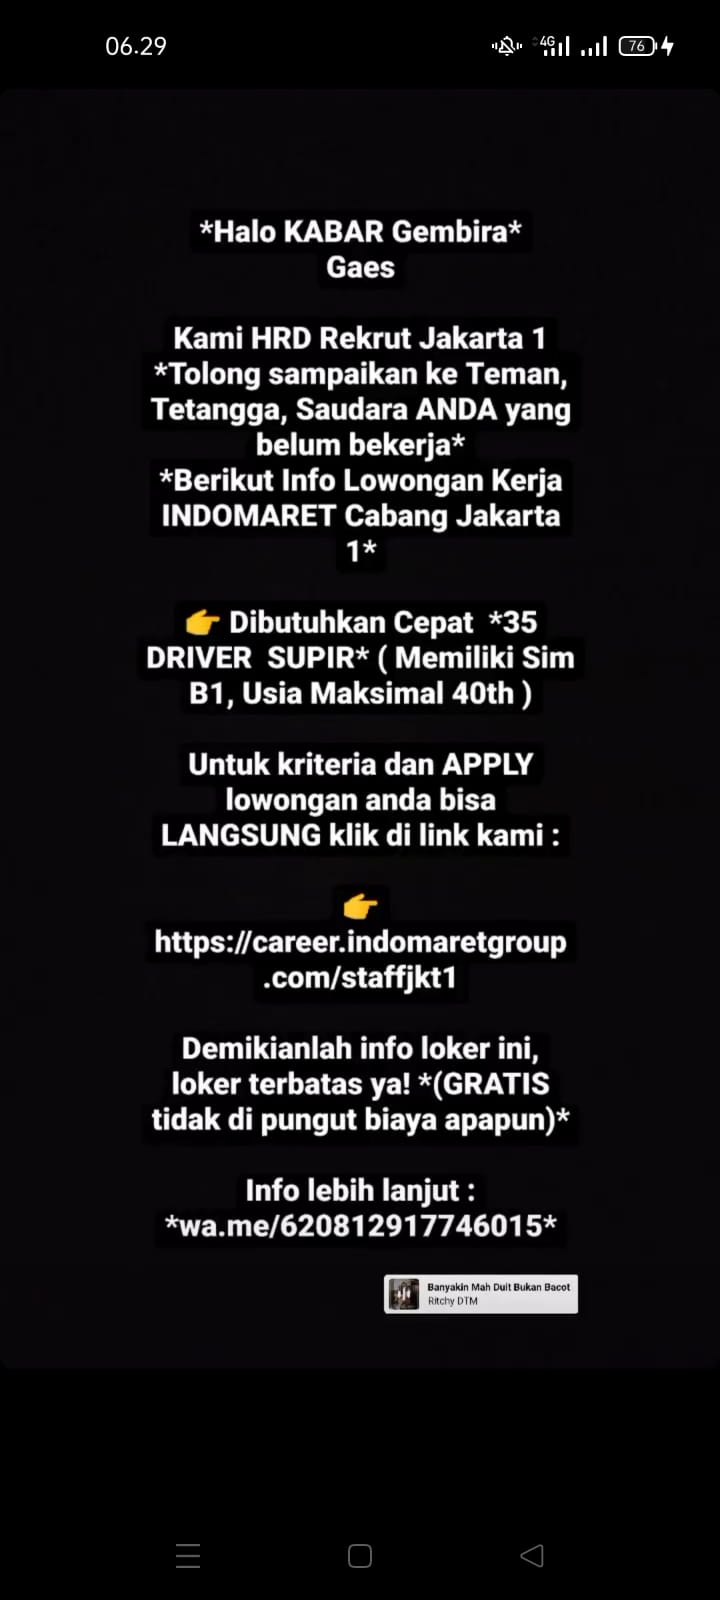 06.29
4G
76
*Halo KABAR Gembira*
Gaes
Kami HRD Rekrut Jakarta 1
*Tolong sampaikan ke Teman,
Tetangga, Saudara ANDA yang
belum bekerja*
*Berikut Info Lowongan Kerja
INDOMARET Cabang Jakarta
1*
👉 Dibutuhkan Cepat  *35
DRIVER  SUPIR* ( Memiliki Sim
B1, Usia Maksimal 40th )
Untuk kriteria dan APPLY
lowongan anda bisa
LANGSUNG klik di link kami :
👉
https://career.indomaretgroup
.com/staffjkt1
Demikianlah info loker ini,
loker terbatas ya! *(GRATIS
tidak di pungut biaya apapun)*
Info lebih lanjut :
*wa.me/620812917746015*
Banyakin Mah Duit Bukan Bacot
Ritchy DTM